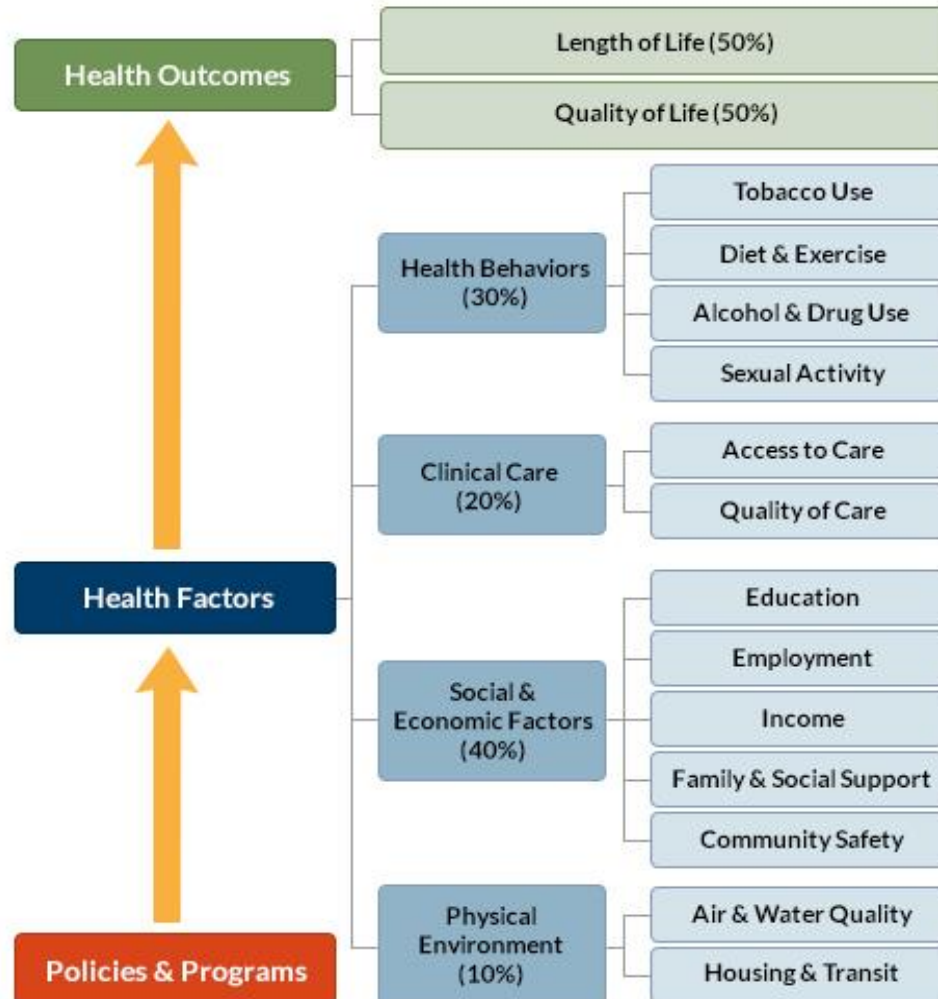 Health Outcomes
Length of Life (50%)
Quality of Life (50%)
Health Factors
Health Behaviors
(30%)
Tobacco Use
Diet & Exercise
Alcohol & Drug Use
Sexual Activity
Clinical Care
(20%)
Access to Care
Quality of Care
Social &
Economic Factors
(40%)
Education
Employment
Income
Family & Social Support
Community Safety
Physical
Environment
(10%)
Air & Water Quality
Housing & Transit
Policies & Programs